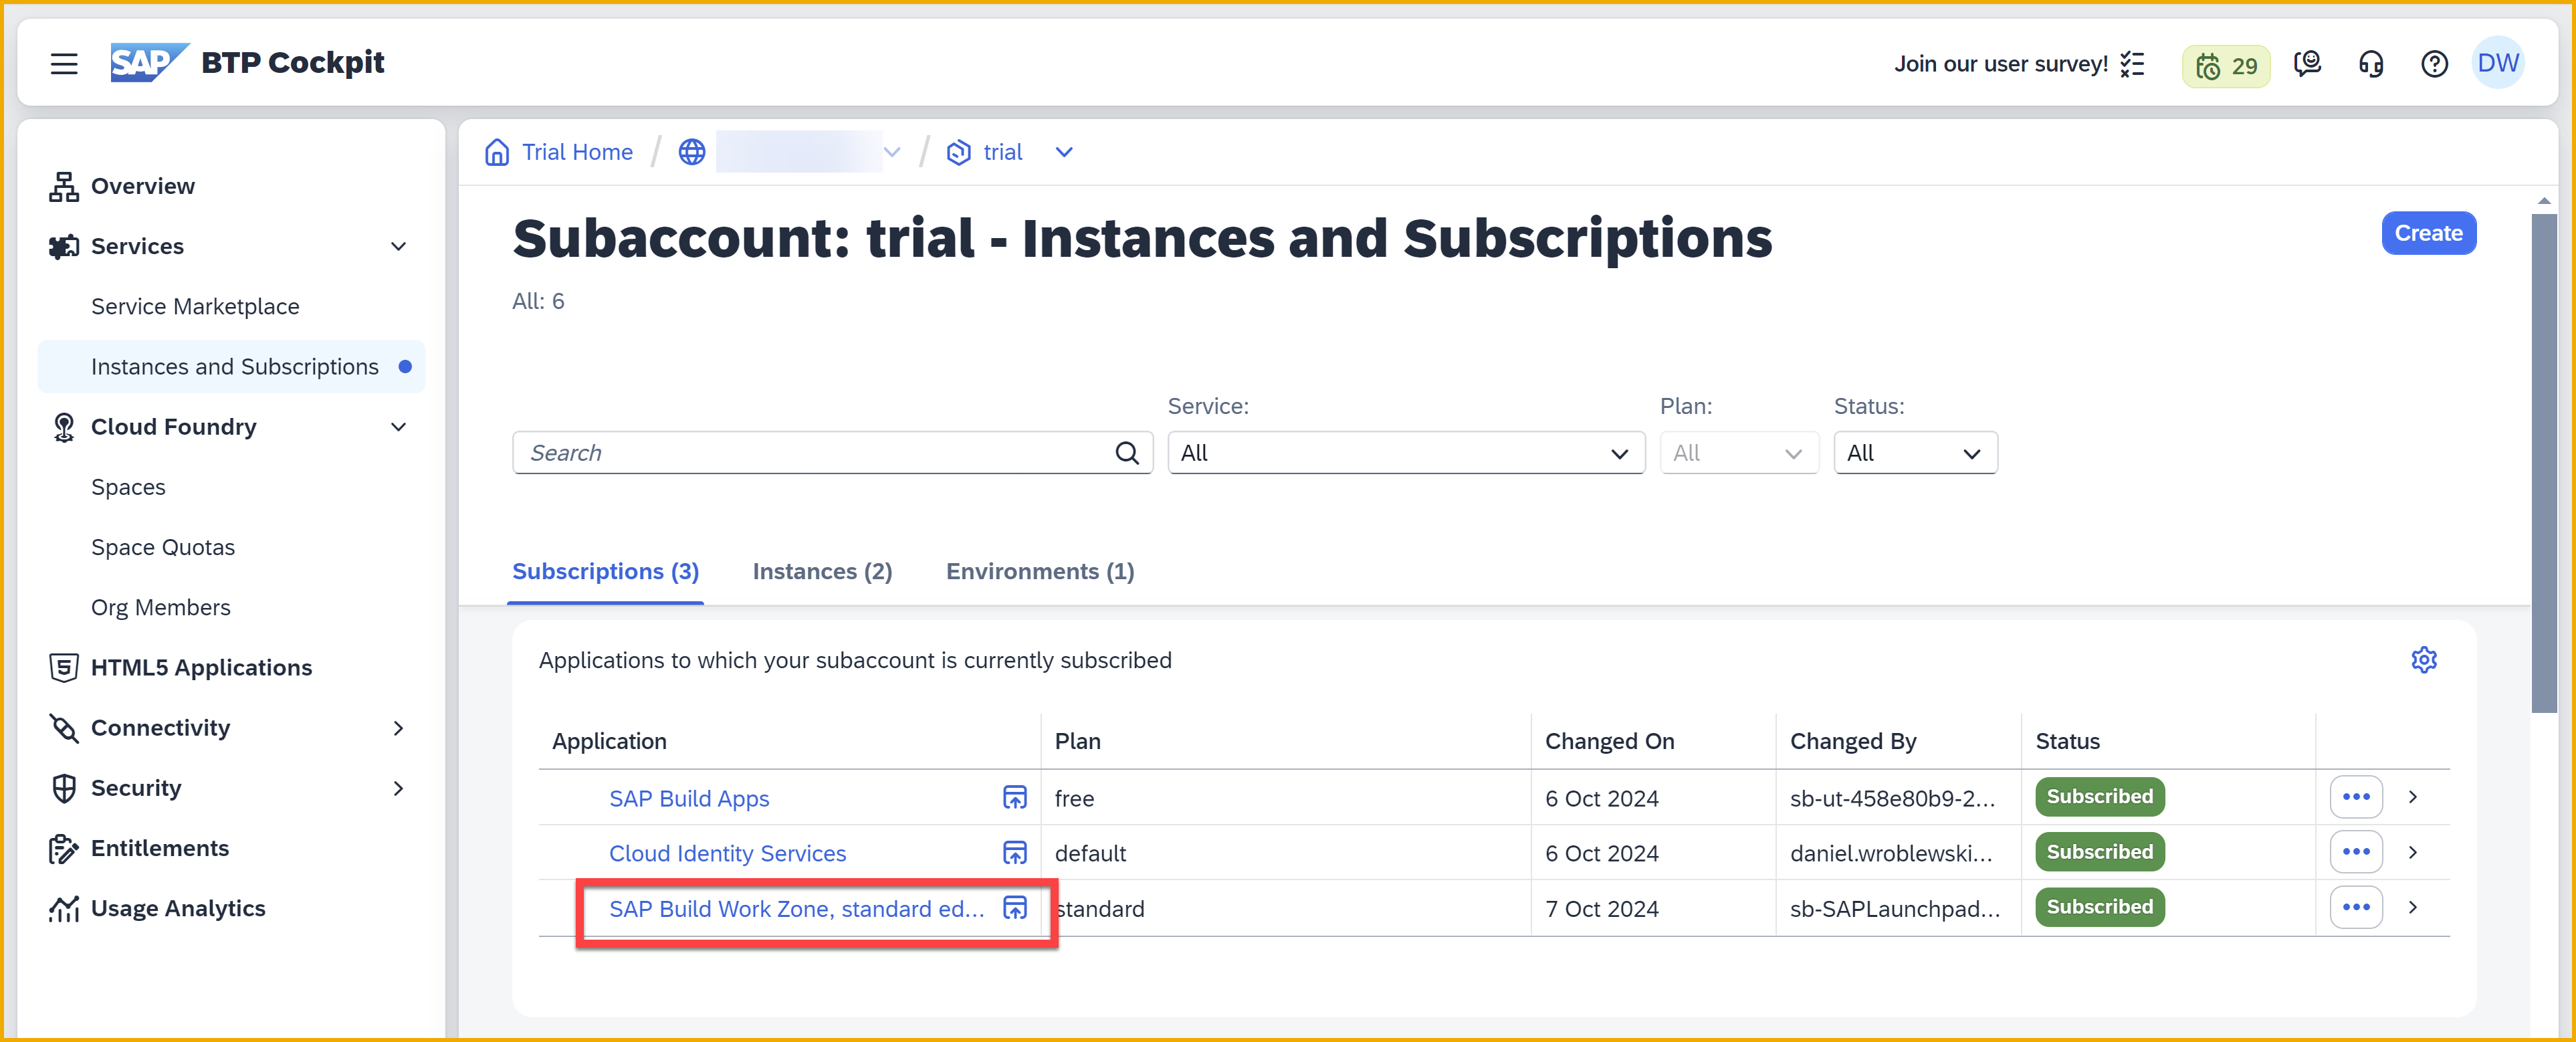 SAP BTP Cockpit
Join our user survey!
29
DW
Overview
Services
Service Marketplace
Instances and Subscriptions
Cloud Foundry
Spaces
Space Quotas
Org Members
HTML5 Applications
Connectivity
Security
Entitlements
Usage Analytics
Trial Home / / trial
Subaccount: trial - Instances and Subscriptions
Create
All: 6
Service: Plan: Status:
Search All All All
Subscriptions (3) Instances (2) Environments (1)
Applications to which your subaccount is currently subscribed
Application Plan Changed On Changed By Status
SAP Build Apps free 6 Oct 2024 sb-ut-458e80b9-2... Subscribed
Cloud Identity Services default 6 Oct 2024 daniel.wroblewski... Subscribed
SAP Build Work Zone, standard ed... standard 7 Oct 2024 sb-SAPLaunchpad... Subscribed